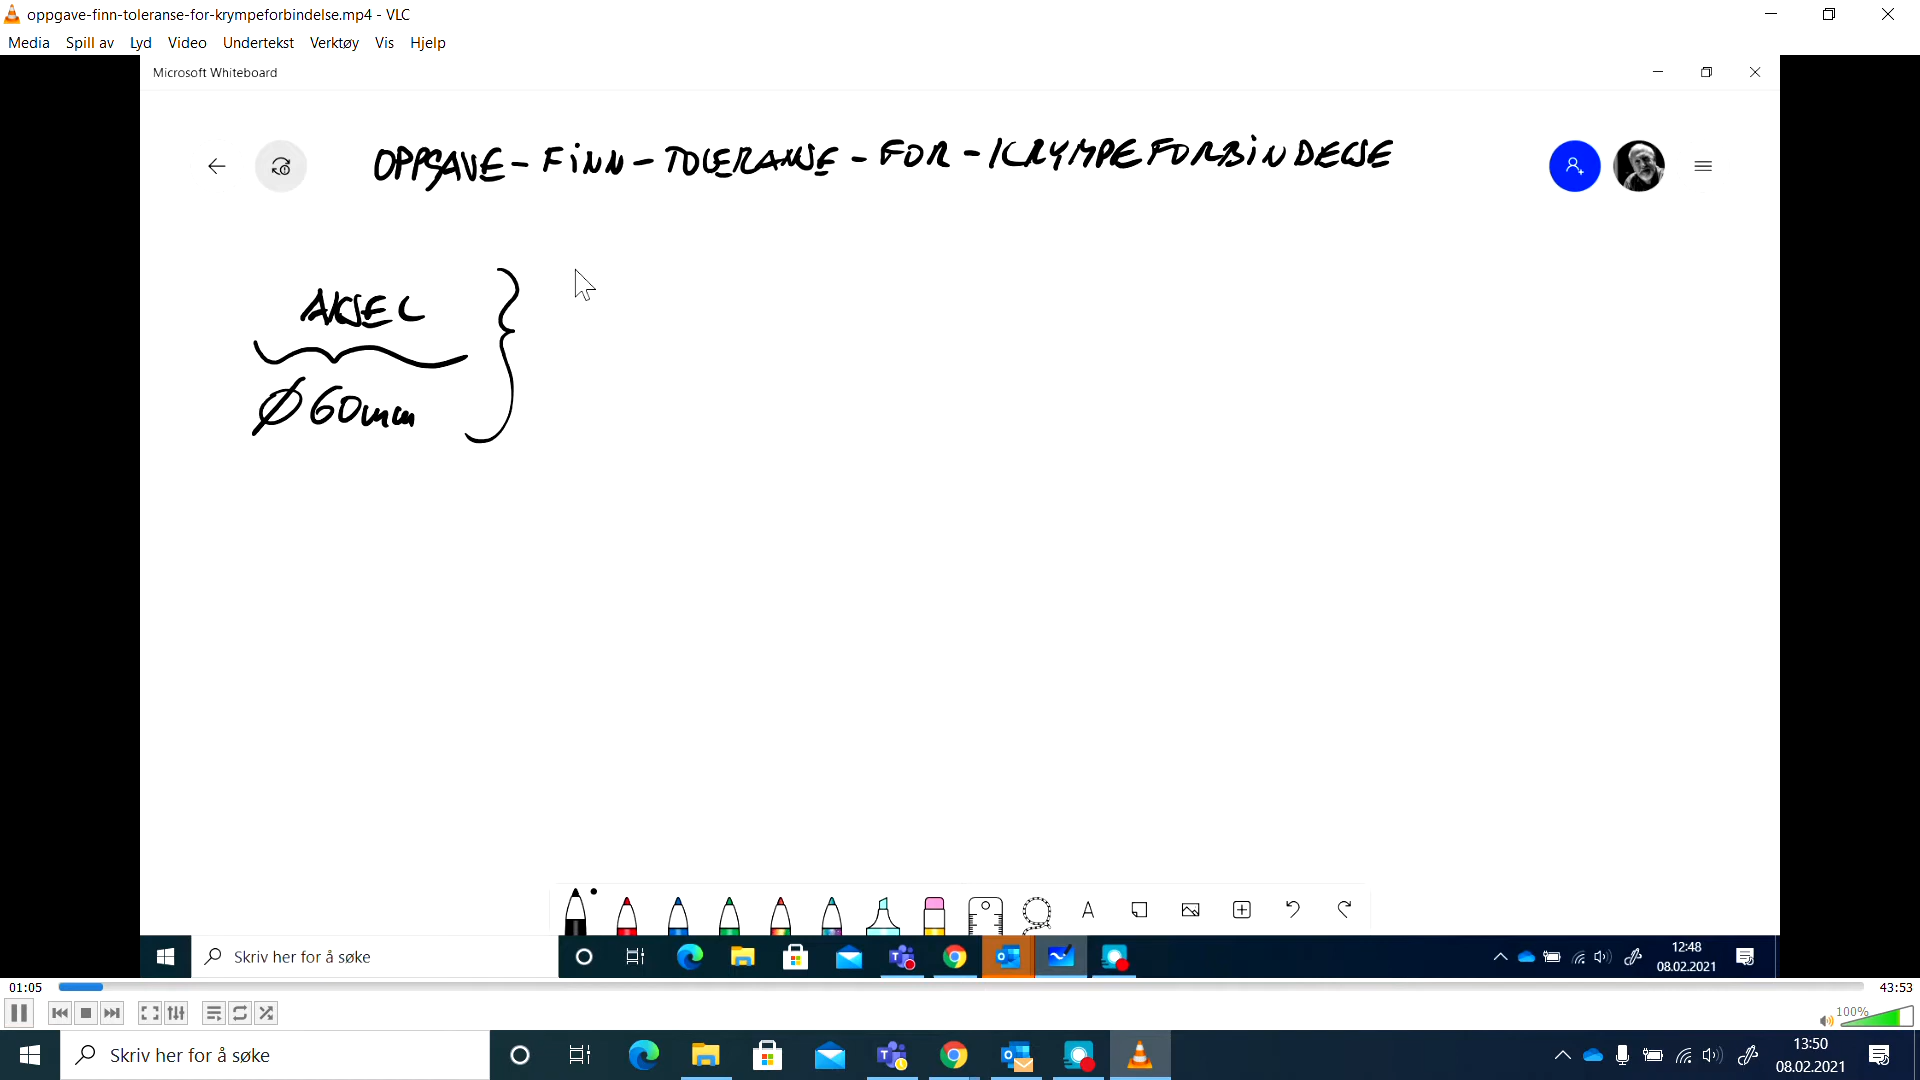 oppgave-finn-toleranse-for-krympeforbindelse.mp4 - VLC
Media Spill av Lyd Video Undertekst Verktøy Vis Hjelp
Microsoft Whiteboard
OPPGAVE - FINN - TOLERANSE - FOR - KRYMPEFORBINDELSE
AKSEL
Ø60mm
A
Skriv her for å søke
12:48
08.02.2021
01:05
43:53
100%
Skriv her for å søke
13:50
08.02.2021